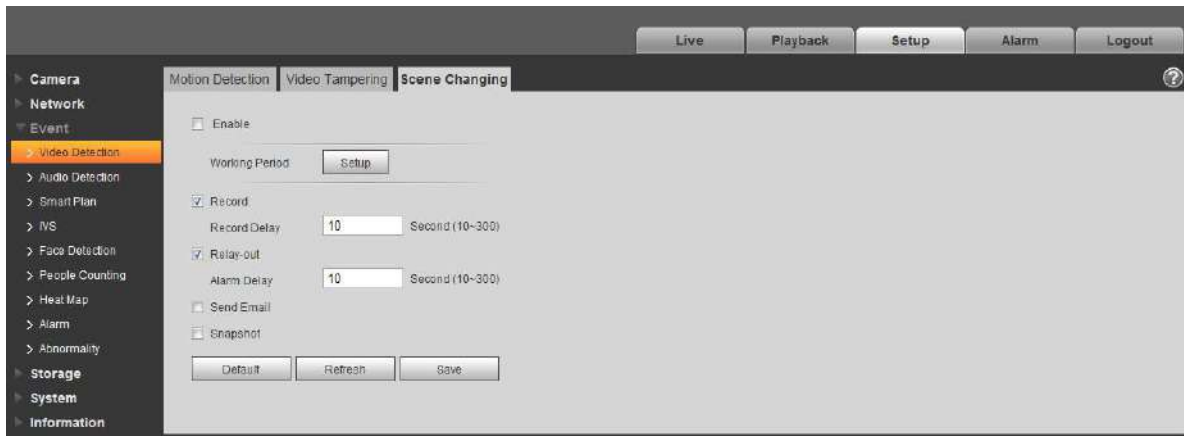 Live Playback Setup Alarm Logout
Camera
Network
Event
Video Detection
Audio Detection
Smart Plan
IVS
Face Detection
People Counting
Heat Map
Alarm
Abnormality
Storage
System
Information
Motion Detection Video Tampering Scene Changing ?
Enable
Working Period Setup
Record
Record Delay 10 Second (10~300)
Relay-out
Alarm Delay 10 Second (10~300)
Send Email
Snapshot
Default Refresh Save